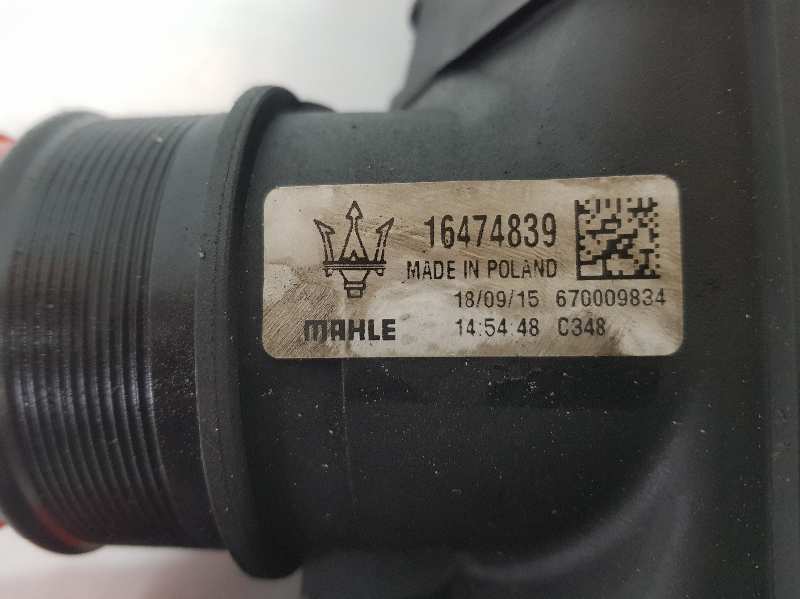 16474839
MADE IN POLAND
18/09/15 670009834
MAHLE 14:54:48 C348